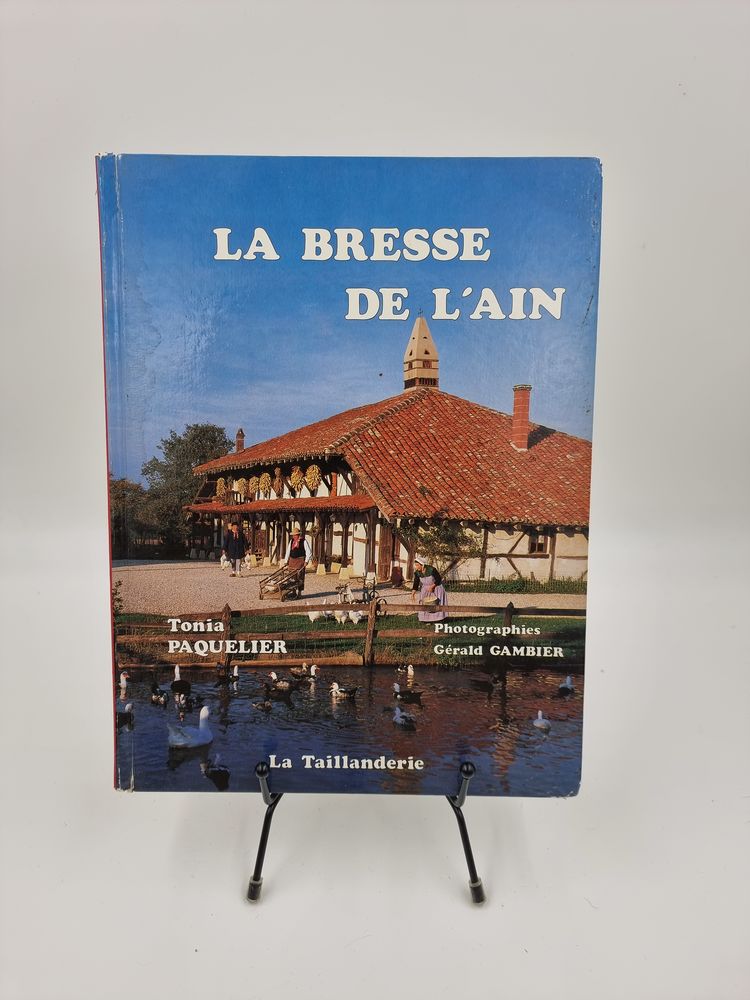 LA BRESSE
DE L'AIN
Tonia
PAQUELIER
Photographies
Gérald GAMBIER
La Taillanderie